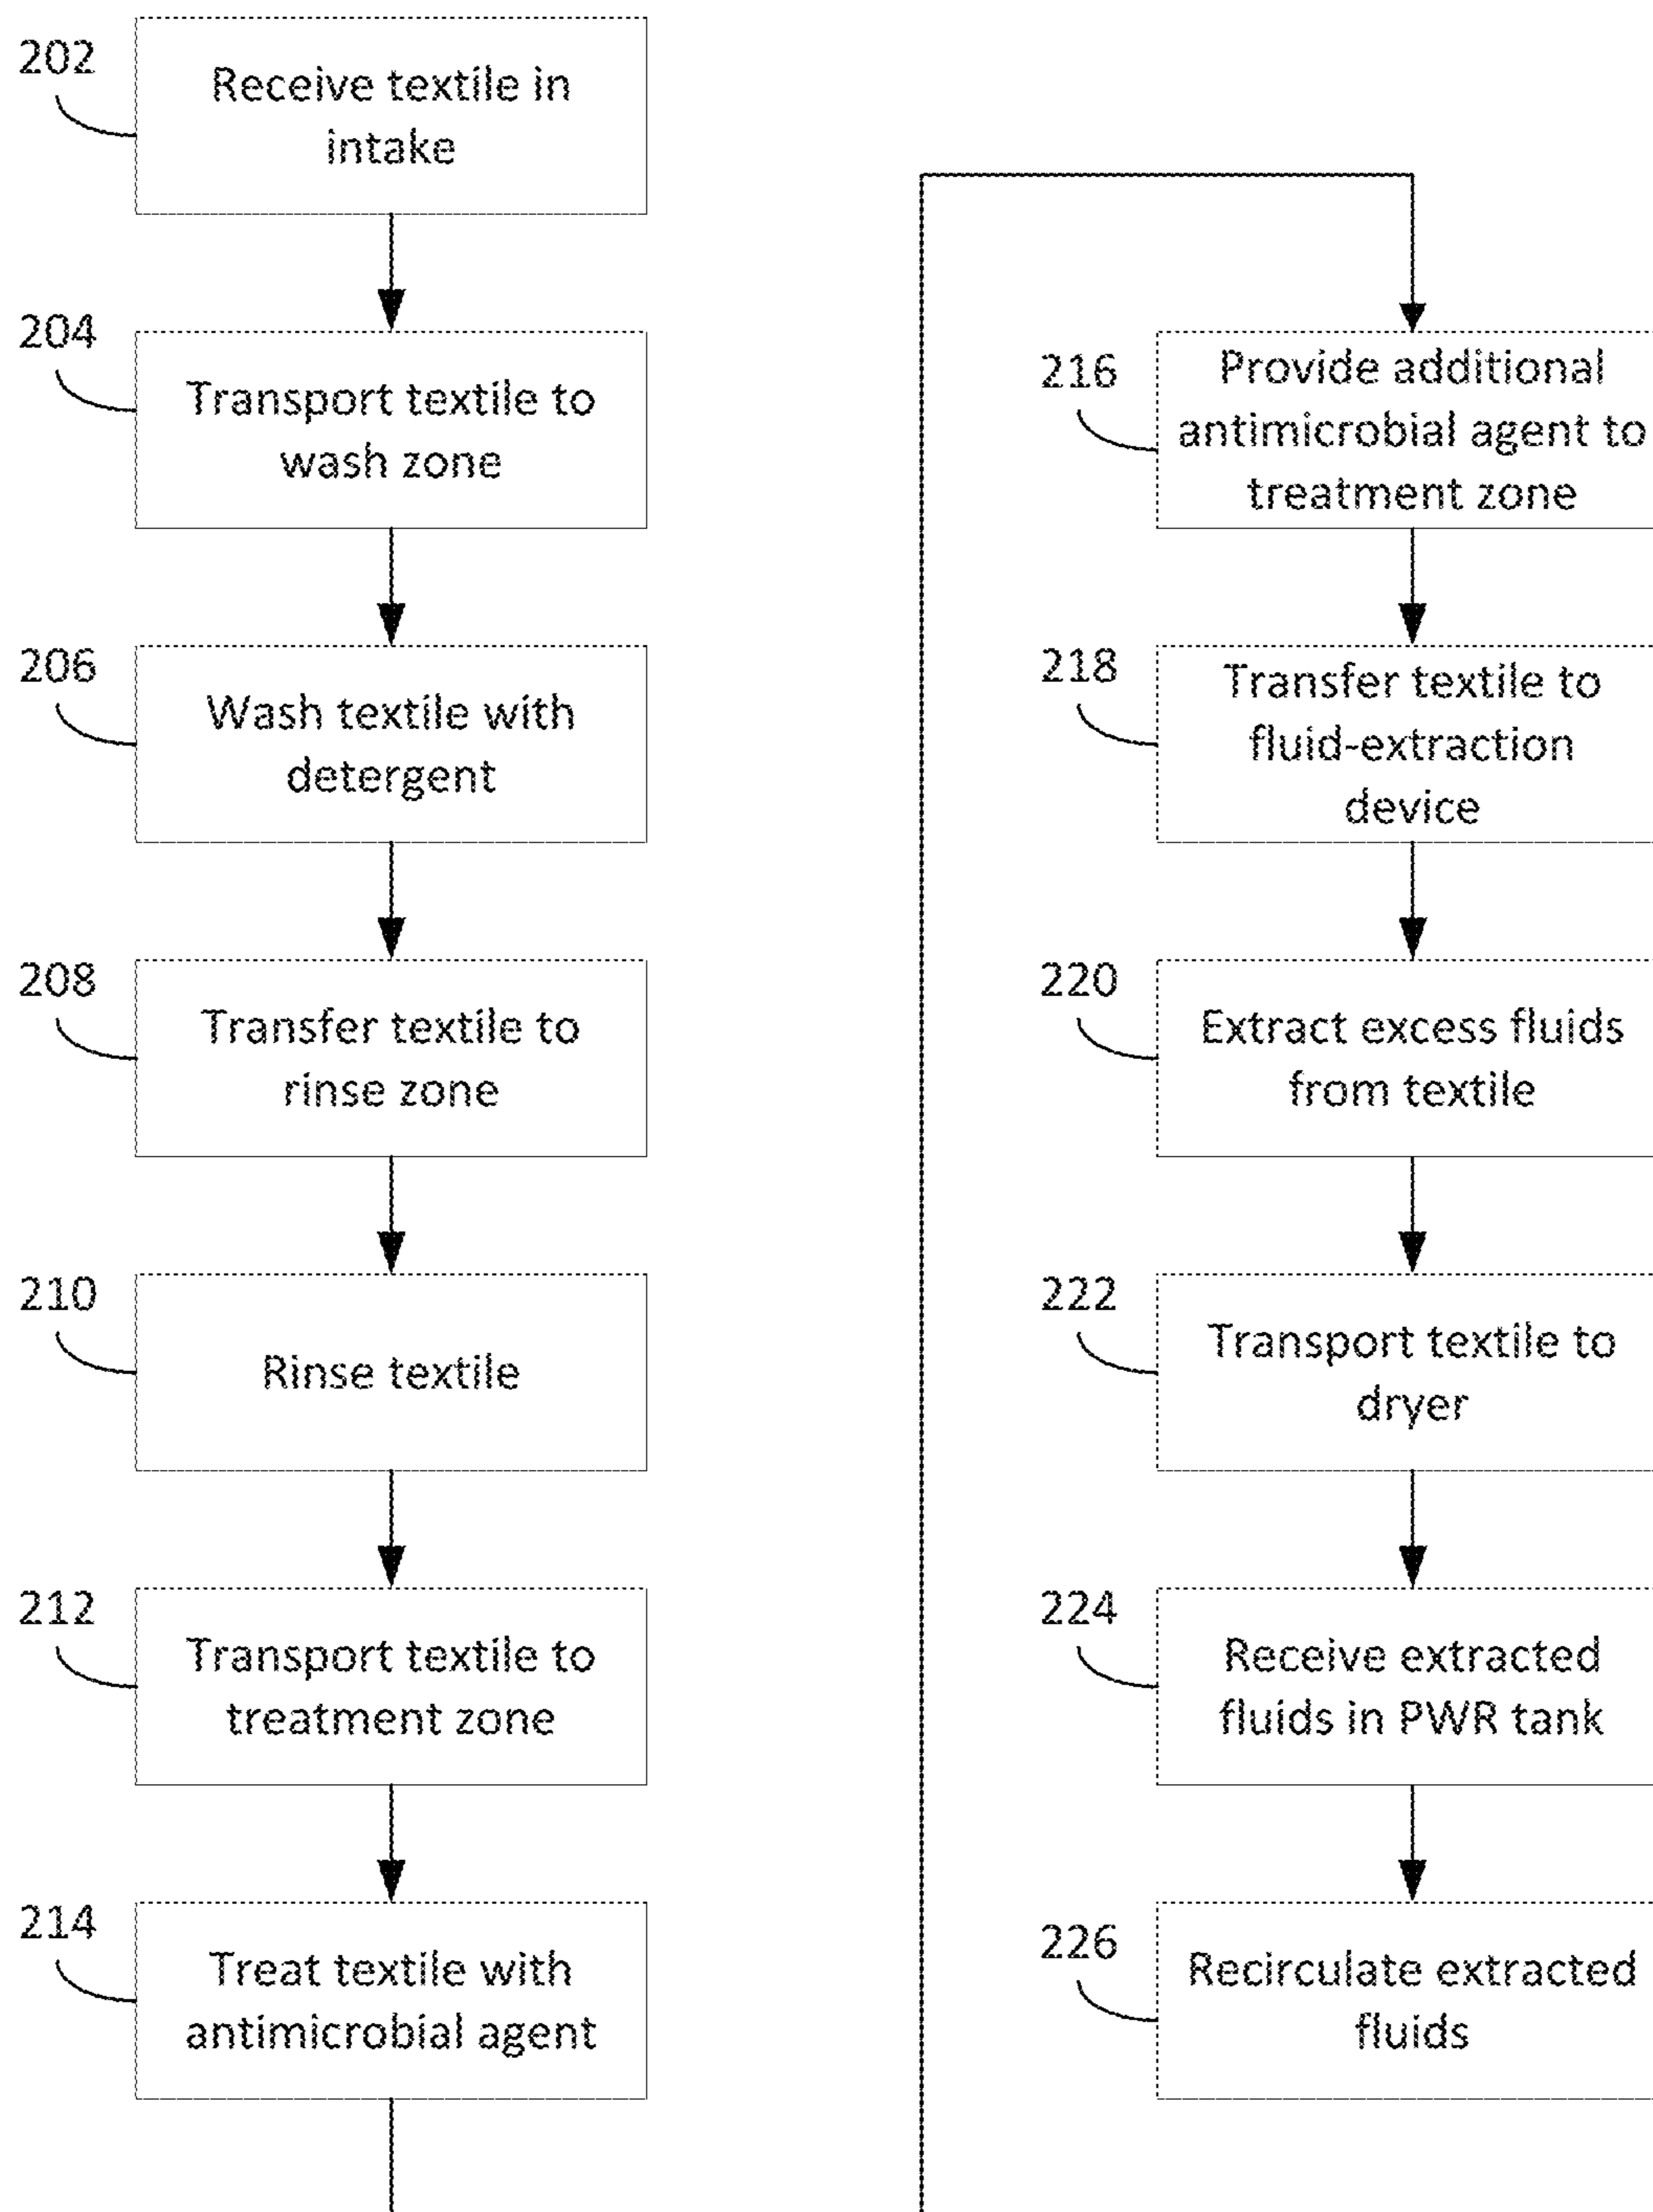 202
Receive textile in
intake
204
Transport textile to
wash zone
206
Wash textile with
detergent
208
Transfer textile to
rinse zone
210
Rinse textile
212
Transport textile to
treatment zone
214
Treat textile with
antimicrobial agent
216
Provide additional
antimicrobial agent to
treatment zone
218
Transfer textile to
fluid-extraction
device
220
Extract excess fluids
from textile
222
Transport textile to
dryer
224
Receive extracted
fluids in PWR tank
226
Recirculate extracted
fluids